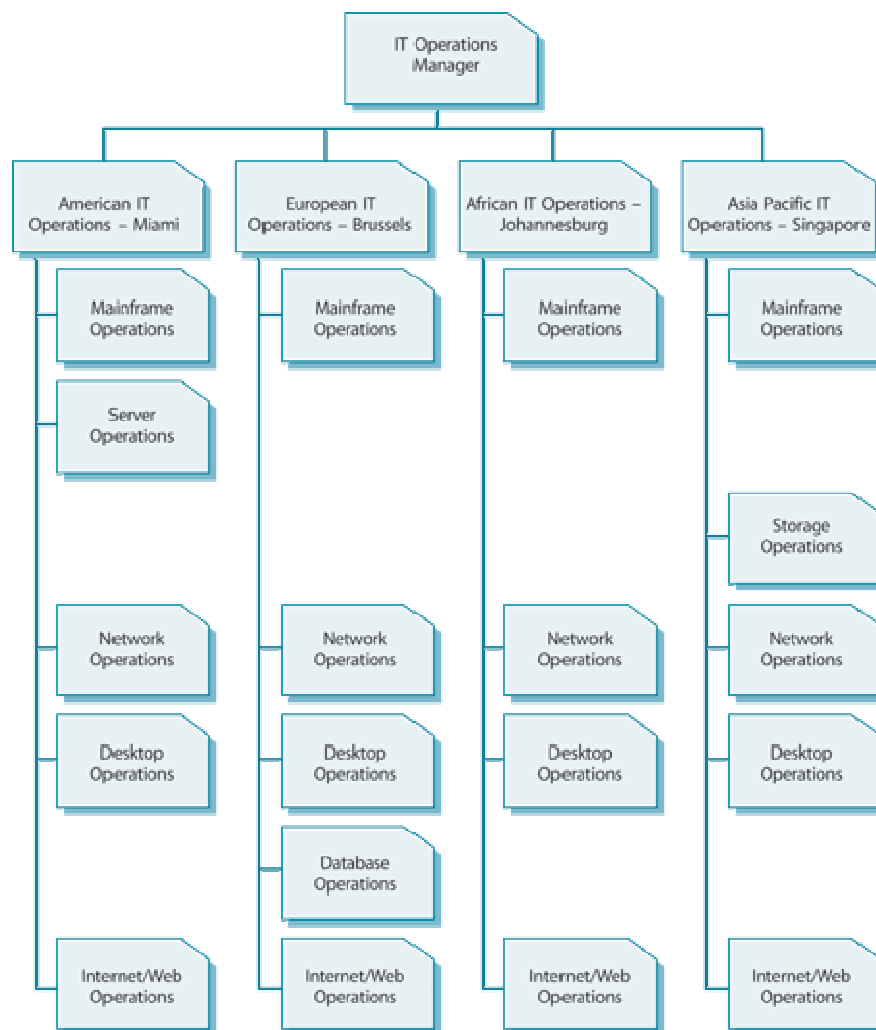 IT Operations
Manager
American IT
Operations – Miami
European IT
Operations – Brussels
African IT Operations –
Johannesburg
Asia Pacific IT
Operations – Singapore
Mainframe
Operations
Mainframe
Operations
Mainframe
Operations
Mainframe
Operations
Server
Operations
Storage
Operations
Network
Operations
Network
Operations
Network
Operations
Network
Operations
Desktop
Operations
Desktop
Operations
Desktop
Operations
Desktop
Operations
Database
Operations
Internet/Web
Operations
Internet/Web
Operations
Internet/Web
Operations
Internet/Web
Operations